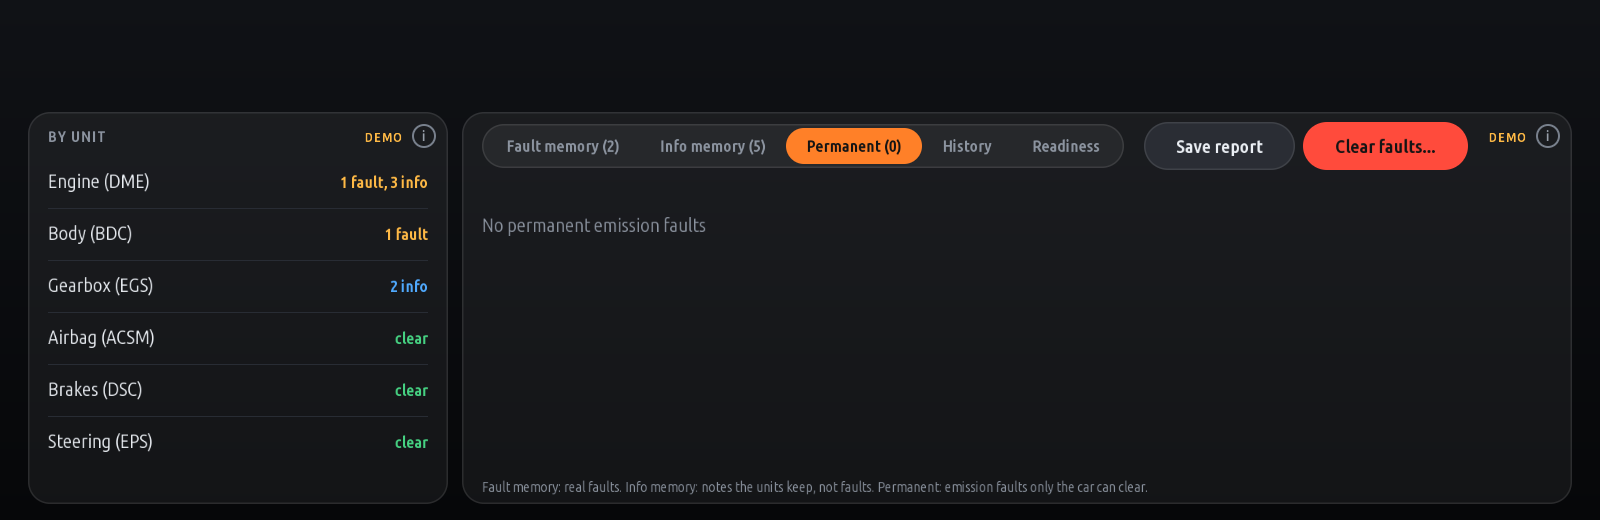 BY UNIT
DEMO
i
Engine (DME)
1 fault, 3 info
Body (BDC)
1 fault
Gearbox (EGS)
2 info
Airbag (ACSM)
clear
Brakes (DSC)
clear
Steering (EPS)
clear
Fault memory (2)
Info memory (5)
Permanent (0)
History
Readiness
Save report
Clear faults...
DEMO
i
No permanent emission faults
Fault memory: real faults. Info memory: notes the units keep, not faults. Permanent: emission faults only the car can clear.